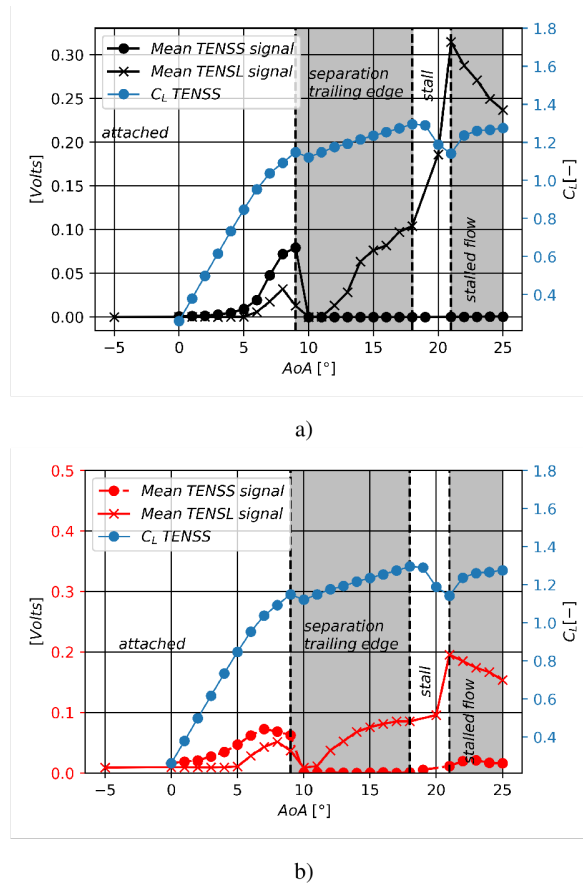 Mean TENSS signal
Mean TENSL signal
C_L TENSS
attached
separation
trailing edge
stall
stalled flow
[Volts]
0.30
0.25
0.20
0.15
0.10
0.05
0.00
1.8
1.6
1.4
1.2
1.0
0.8
0.6
0.4
C_L[−]
−5 0 5 10 15 20 25
AoA [°]
a)
Mean TENSS signal
Mean TENSL signal
C_L TENSS
attached
separation
trailing edge
stall
stalled flow
[Volts]
0.5
0.4
0.3
0.2
0.1
0.0
1.8
1.6
1.4
1.2
1.0
0.8
0.6
0.4
C_L[−]
−5 0 5 10 15 20 25
AoA [°]
b)